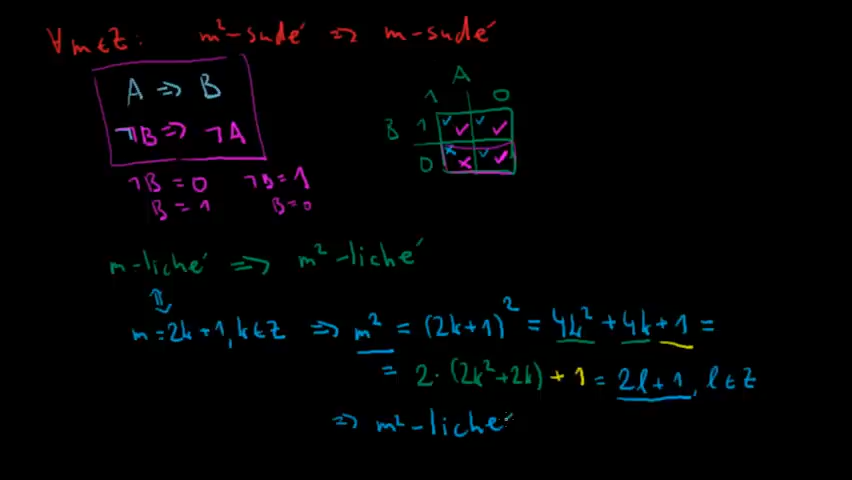 ∀m∈Z: m²-sudé ⇒ m-sudé
A ⇒ B
¬B ⇒ ¬A
¬B = 0 ¬B = 1
B = 1 B = 0
A
1 0
B 1 ✓ ✓ ✓ ✓
0 × × ✓ ✓
m-liché ⇒ m²-liché
⇕
m = 2k+1, k∈Z ⇒ m² = (2k+1)² = 4k² + 4k + 1 =
= 2·(2k²+2k) + 1 = 2l+1, l∈Z
⇒ m²-liché